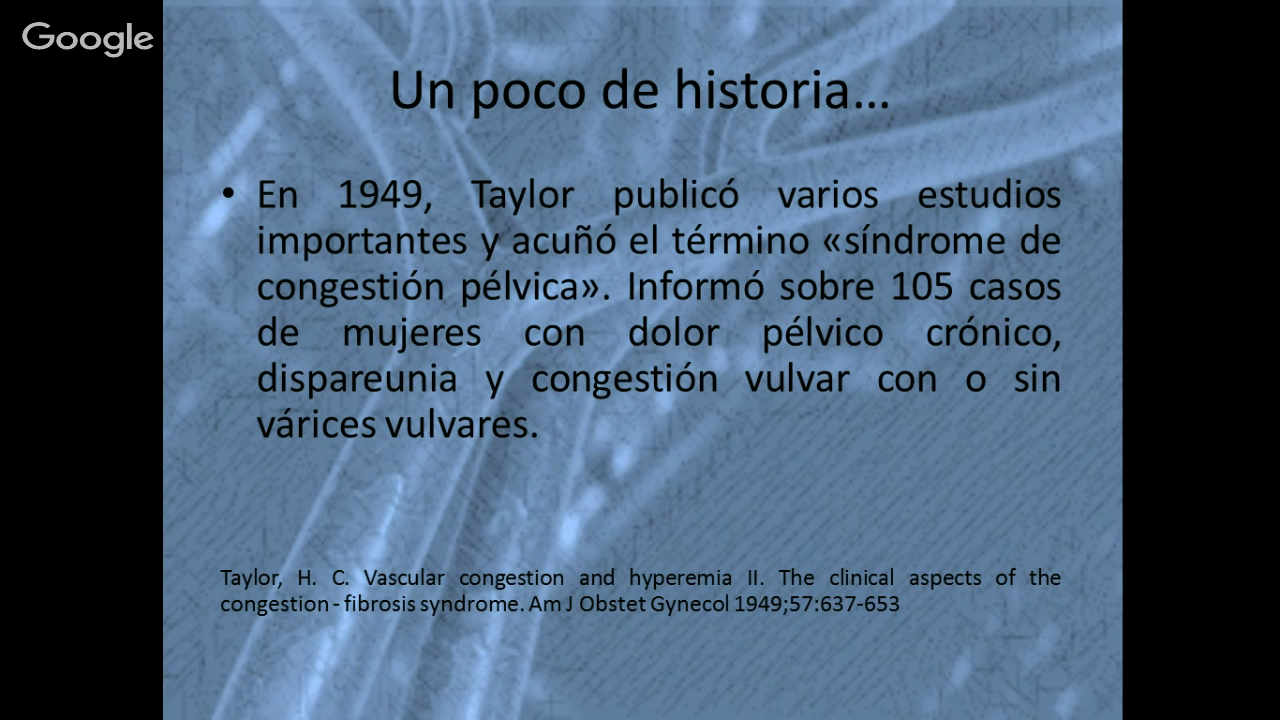 Google
Un poco de historia...
• En 1949, Taylor publicó varios estudios
importantes y acuñó el término «síndrome de
congestión pélvica». Informó sobre 105 casos
de mujeres con dolor pélvico crónico,
dispareunia y congestión vulvar con o sin
várices vulvares.
Taylor, H. C. Vascular congestion and hyperemia II. The clinical aspects of the
congestion - fibrosis syndrome. Am J Obstet Gynecol 1949;57:637-653